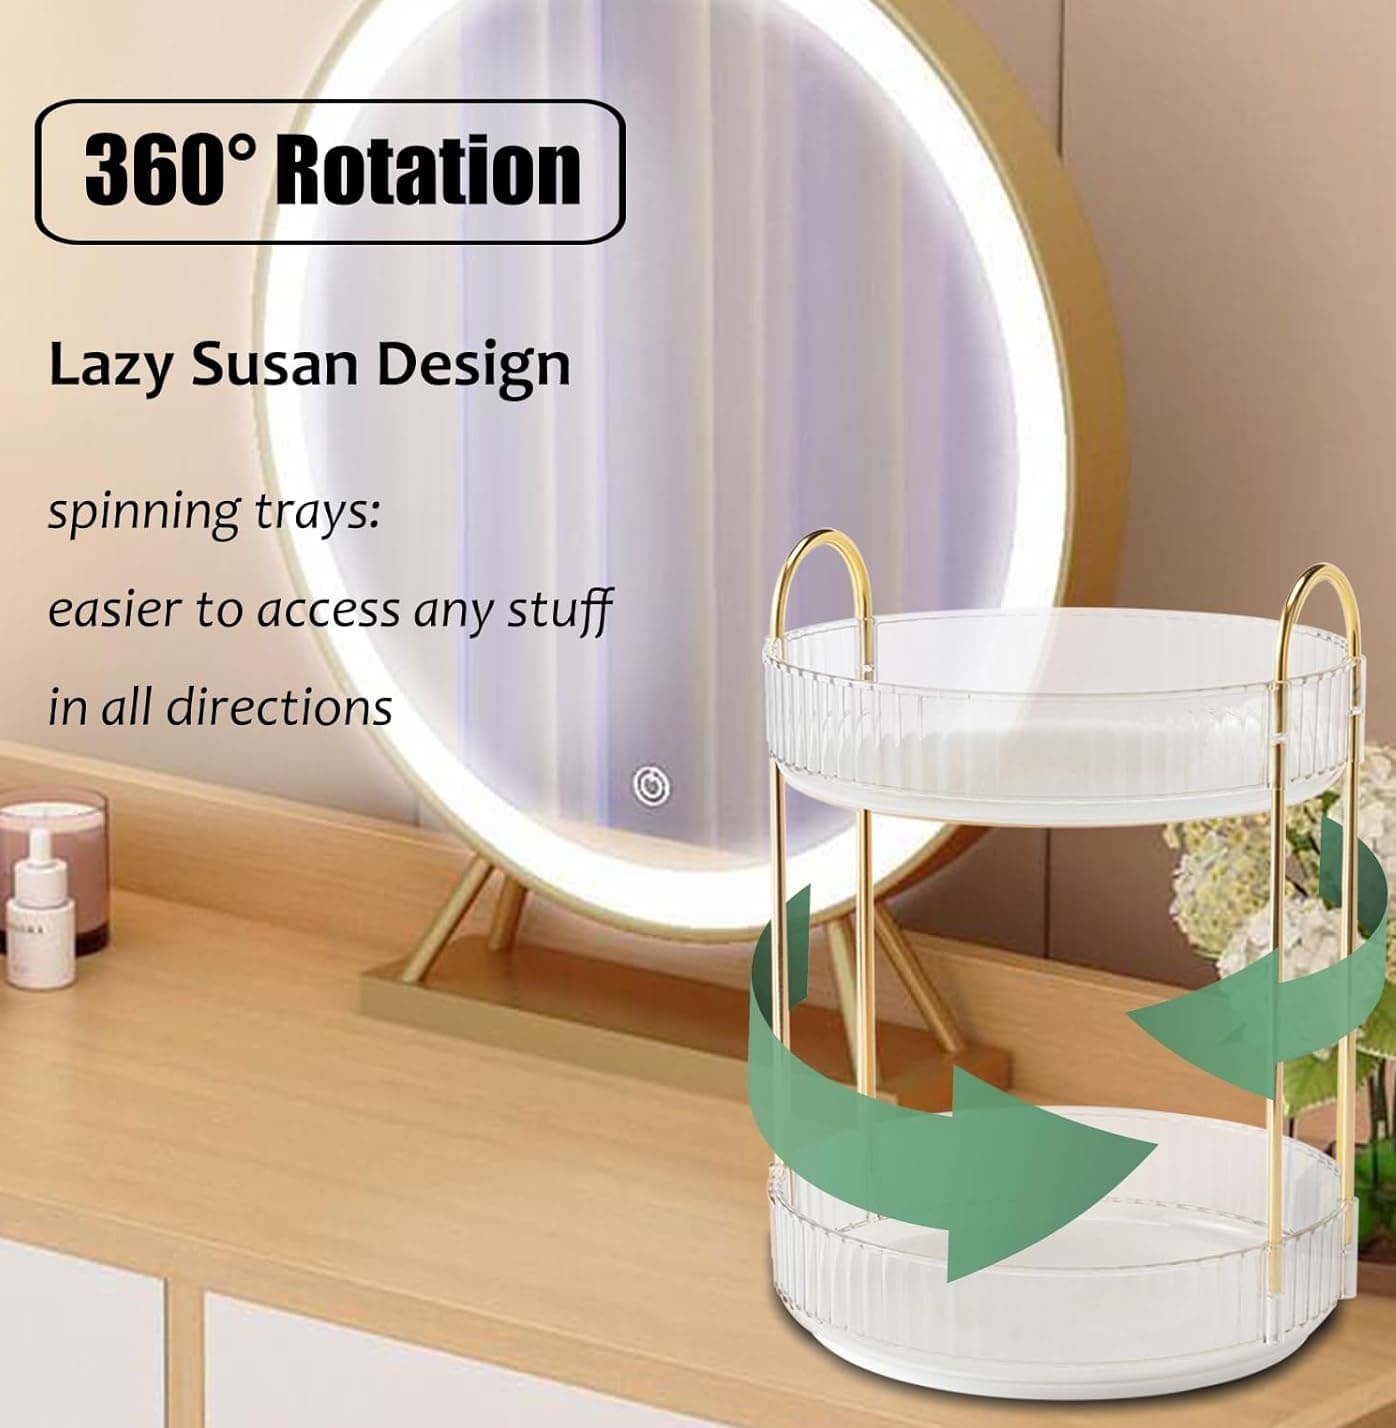 360° Rotation
Lazy Susan Design
spinning trays:
easier to access any stuff
in all directions